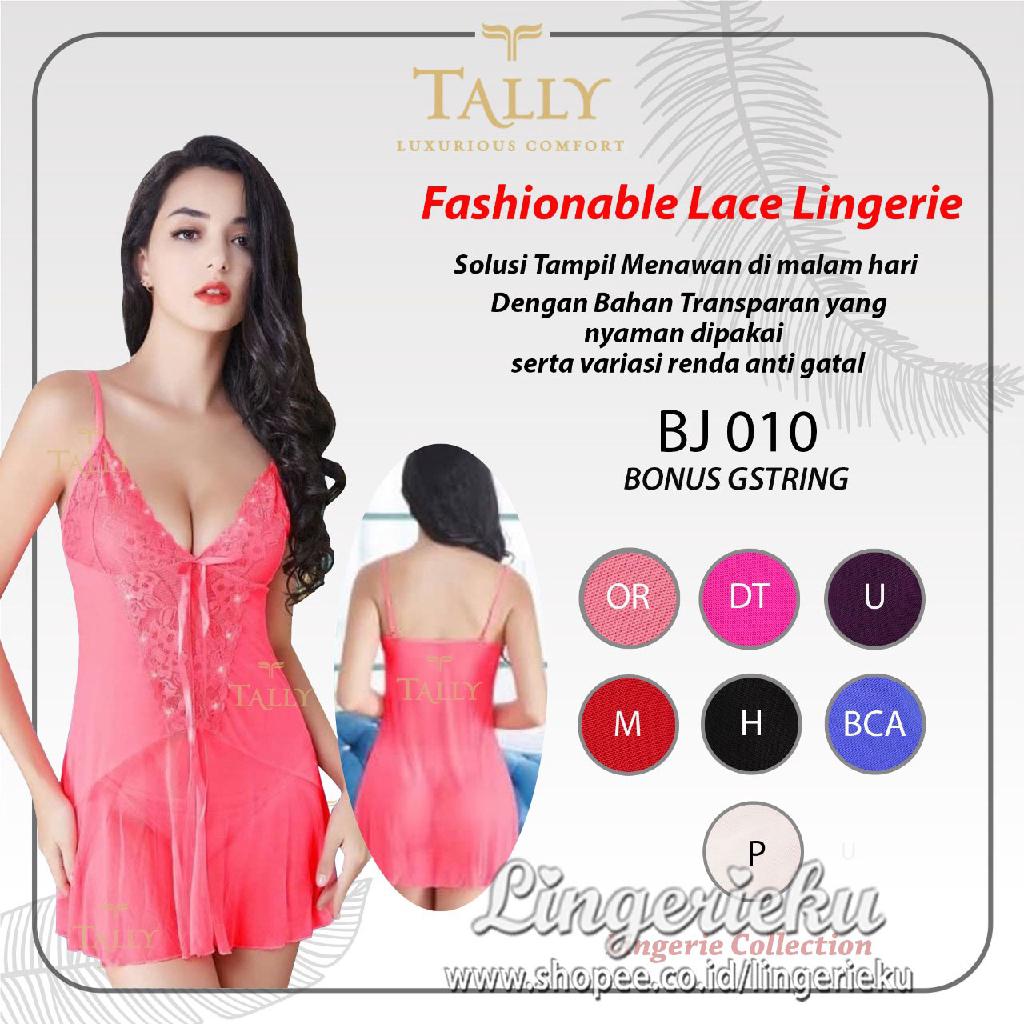 TALLY
LUXURIOUS COMFORT
Fashionable Lace Lingerie
Solusi Tampil Menawan di malam hari
Dengan Bahan Transparan yang
nyaman dipakai
serta variasi renda anti gatal
BJ 010
BONUS GSTRING
OR DT U
M H BCA
P U
TALLY
TALLY
TALLY
TALLY
Lingerieku
Lingerie Collection
www.shopee.co.id/lingerieku